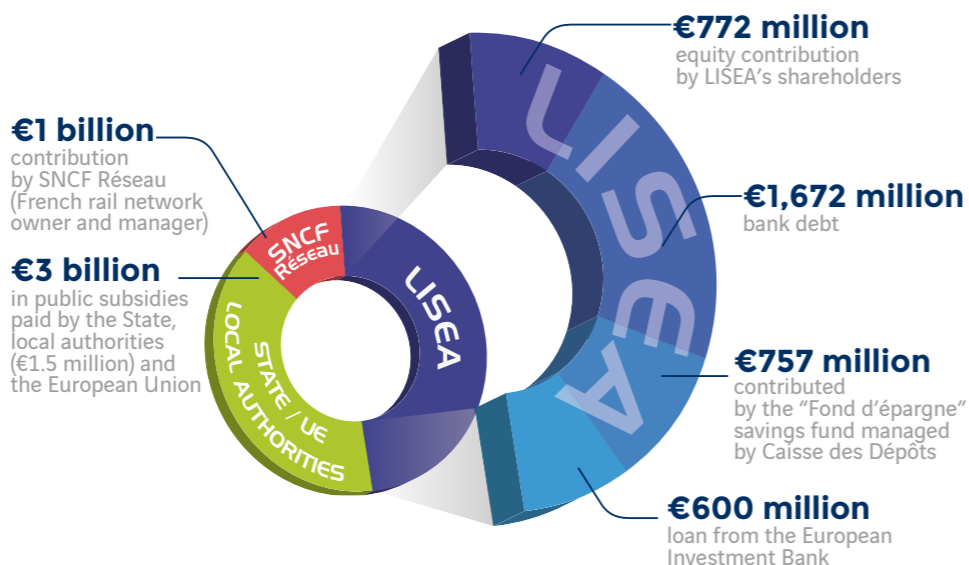 €772 million
equity contribution
by LISEA's shareholders
€1 billion
contribution
by SNCF Réseau
(French rail network
owner and manager)
€3 billion
in public subsidies
paid by the State,
local authorities
(€1.5 million) and
the European Union
SNCF
Réseau
LISEA
STATE / UE
LOCAL AUTHORITIES
LISEA
€1,672 million
bank debt
€757 million
contributed
by the “Fond d’épargne”
savings fund managed
by Caisse des Dépôts
€600 million
loan from the European
Investment Bank